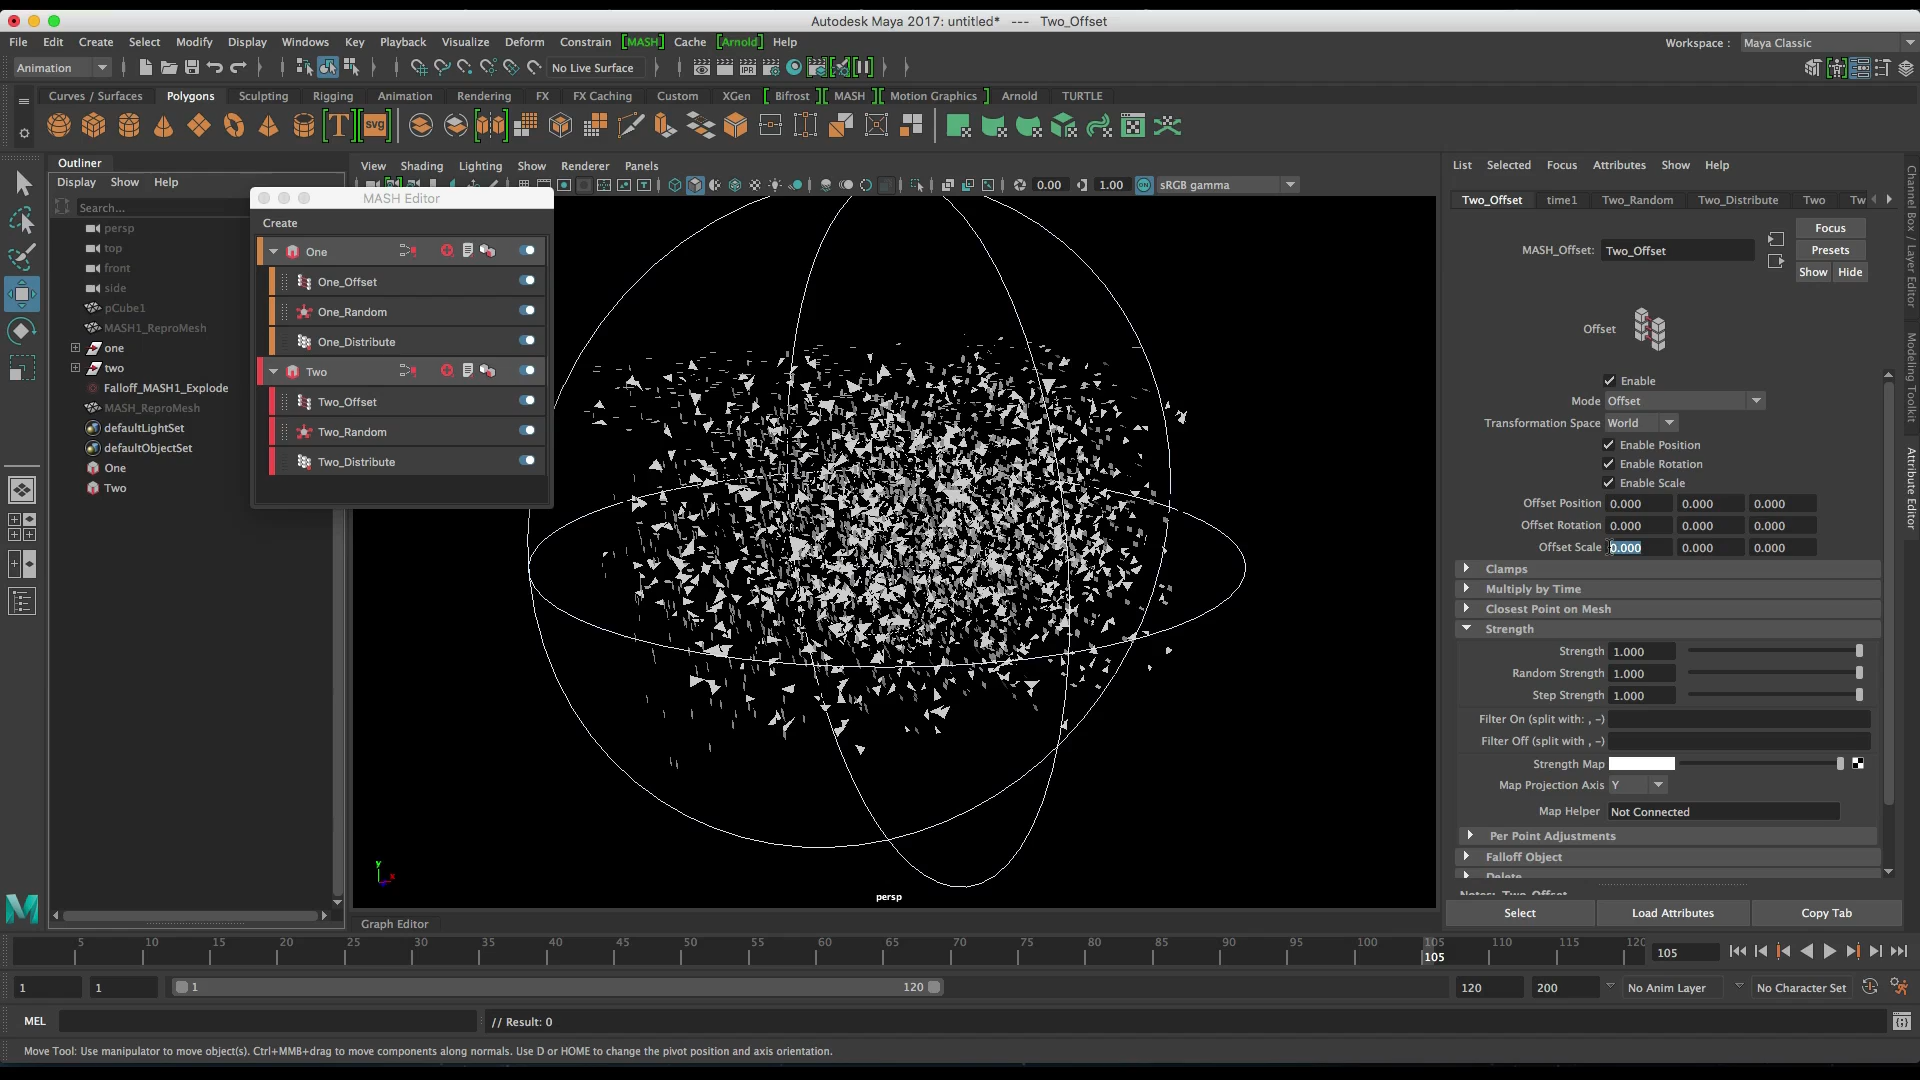 Autodesk Maya 2017: untitled* --- Two_Offset
File Edit Create Select Modify Display Windows Key Playback Visualize Deform Constrain [MASH] Cache [Arnold] Help
Workspace : Maya Classic
Animation No Live Surface
Curves / Surfaces Polygons Sculpting Rigging Animation Rendering FX FX Caching Custom XGen [ Bifrost ][ MASH ][ Motion Graphics ] Arnold TURTLE
[T][svg]
Outliner
Display Show Help
Search...
persp
top
front
side
pCube1
MASH1_ReproMesh
one
two
Falloff_MASH1_Explode
MASH_ReproMesh
defaultLightSet
defaultObjectSet
One
Two
MASH Editor
Create
One
One_Offset
One_Random
One_Distribute
Two
Two_Offset
Two_Random
Two_Distribute
View Shading Lighting Show Renderer Panels
0.00 1.00 sRGB gamma
y
x
persp
Graph Editor
List Selected Focus Attributes Show Help
Two_Offset time1 Two_Random Two_Distribute Two Tw
MASH_Offset: Two_Offset
Focus
Presets
Show Hide
Offset
Enable
Mode Offset
Transformation Space World
Enable Position
Enable Rotation
Enable Scale
Offset Position 0.000 0.000 0.000
Offset Rotation 0.000 0.000 0.000
Offset Scale 0.000 0.000 0.000
Clamps
Multiply by Time
Closest Point on Mesh
Strength
Strength 1.000
Random Strength 1.000
Step Strength 1.000
Filter On (split with: , -)
Filter Off (split with , -)
Strength Map
Map Projection Axis Y
Map Helper Not Connected
Per Point Adjustments
Falloff Object
Delete
Notes: Two_Offset
Select Load Attributes Copy Tab
Channel Box / Layer Editor
Modeling Toolkit
Attribute Editor
5 10 15 20 25 30 35 40 45 50 55 60 65 70 75 80 85 90 95 100 105 110 115 120
105
105
1 1 1 120 120 200 No Anim Layer No Character Set
MEL // Result: 0
Move Tool: Use manipulator to move object(s). Ctrl+MMB+drag to move components along normals. Use D or HOME to change the pivot position and axis orientation.